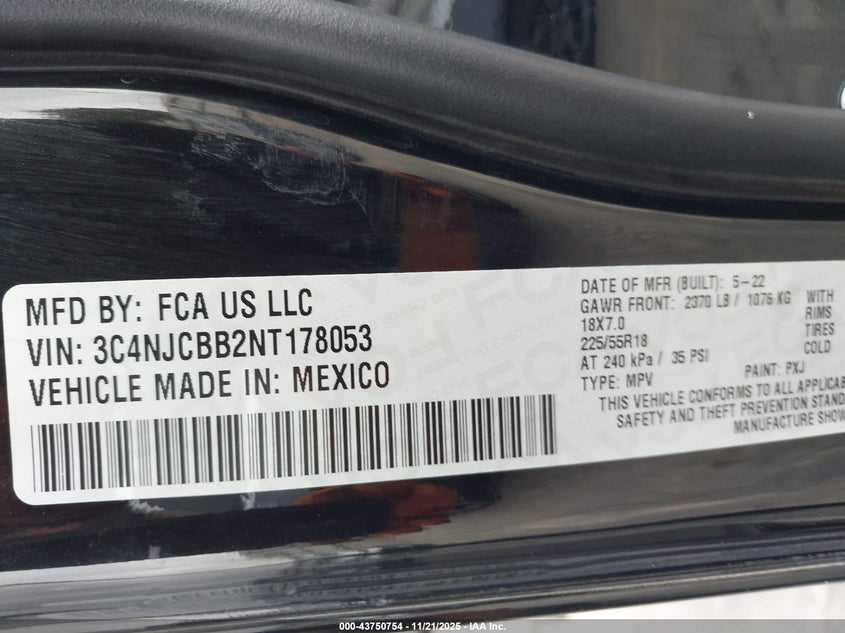 MFD BY: FCA US LLC
VIN: 3C4NJCBB2NT178053
VEHICLE MADE IN: MEXICO
DATE OF MFR (BUILT): 5-22
GAWR FRONT: 2370 LB / 1076 KG WITH
18X7.0 RIMS
225/55R18 TIRES
AT 240 kPa / 35 PSI COLD
TYPE: MPV PAINT: PXJ
THIS VEHICLE CONFORMS TO ALL
SAFETY AND THEFT PREVENTION
MANUFACTURE
000-43750754 - 11/21/2025 - IAA Inc.